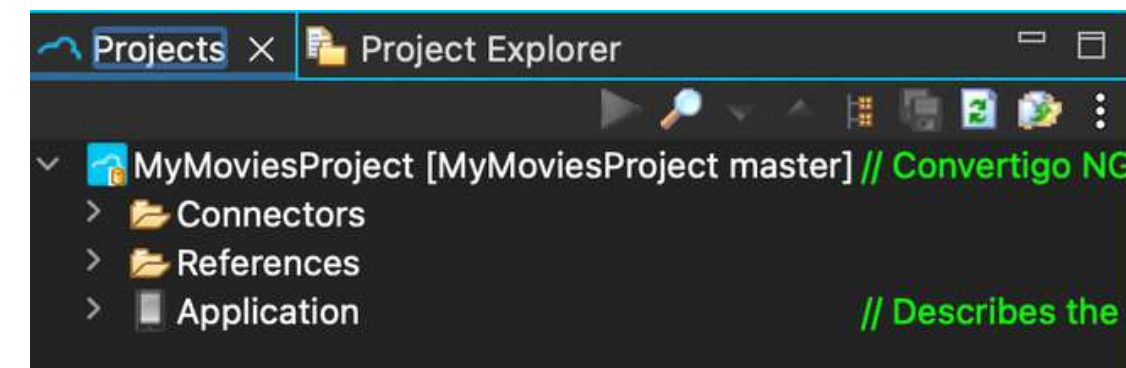 Projects Project Explorer
MyMoviesProject [MyMoviesProject master] // Convertigo NG
Connectors
References
Application // Describes the